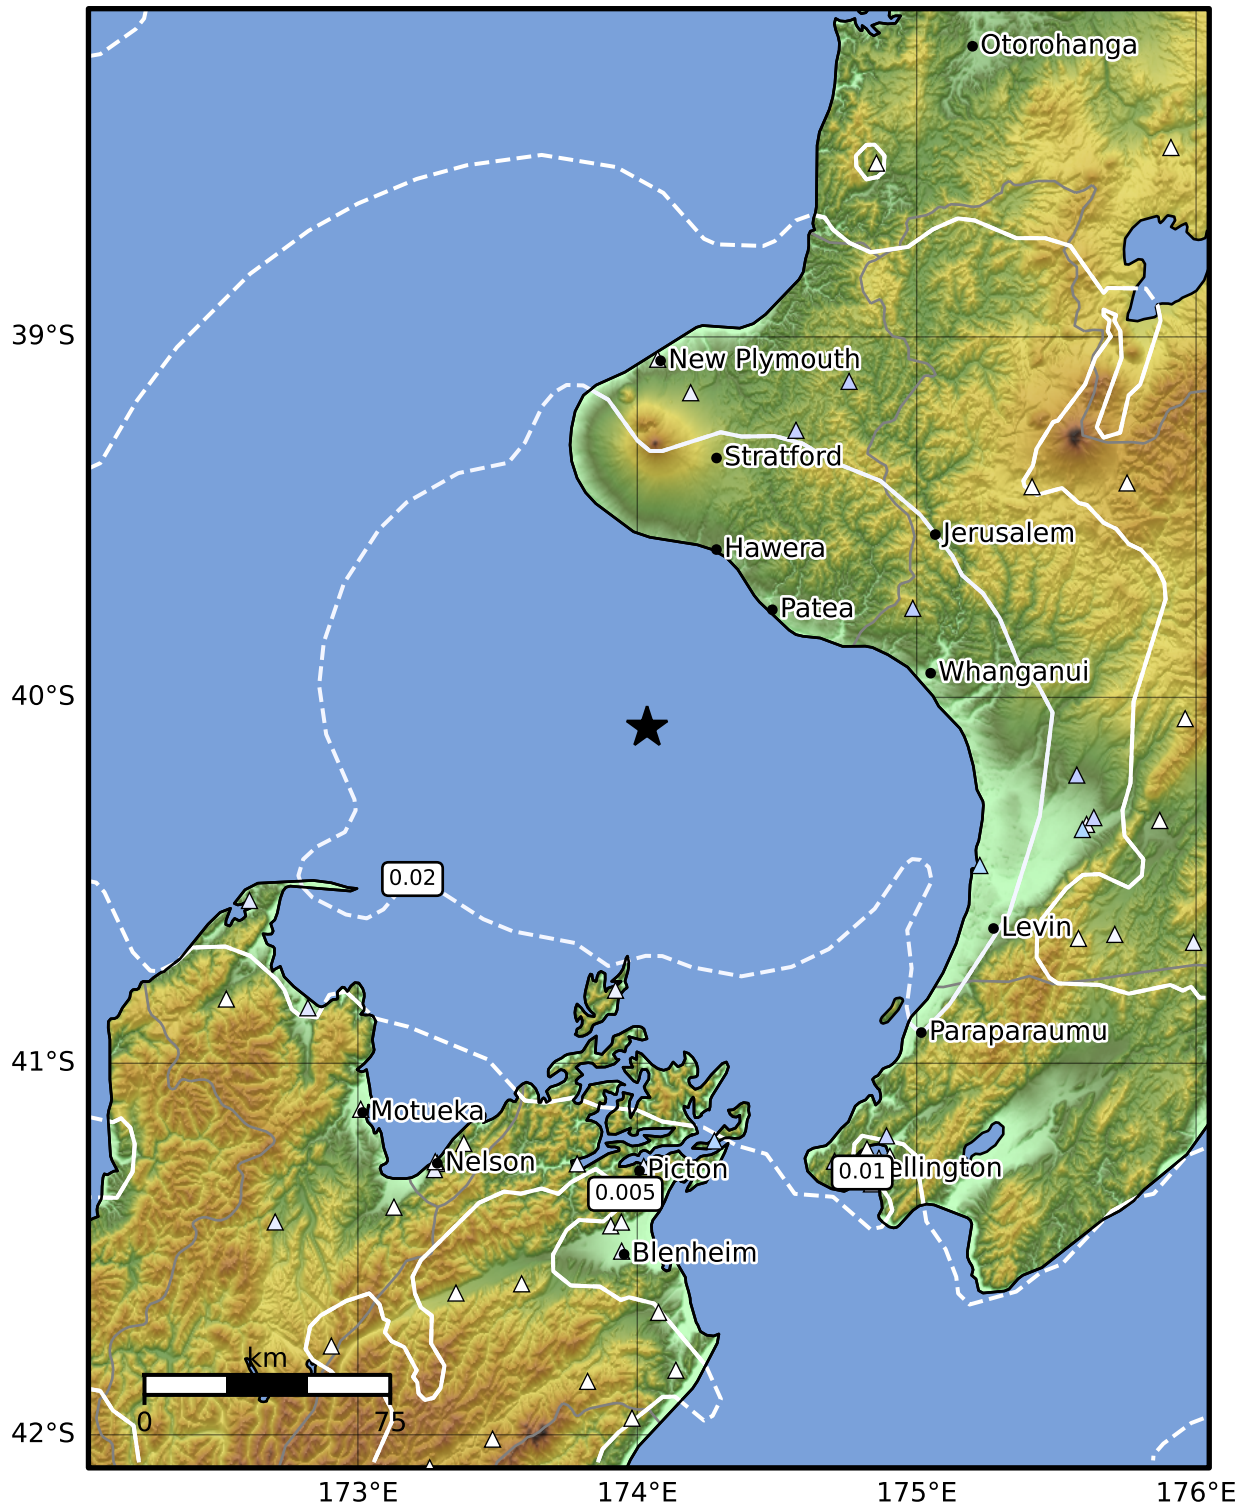 Otorohanga
39°S
New Plymouth
Stratford
Jerusalem
Hawera
Patea
Whanganui
40°S
0.02
Levin
Paraparaumu
41°S
Motueka
Nelson
Picton
0.01
ellington
0.005
Blenheim
km
0
75
42°S
173°E
174°E
175°E
176°E